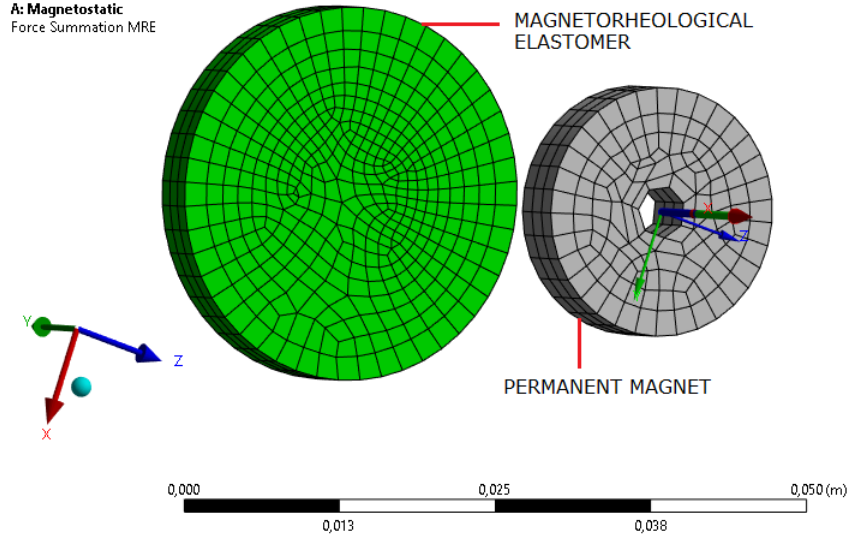 A: Magnetostatic
Force Summation MRE
MAGNETORHEOLOGICAL
ELASTOMER
X
Z
PERMANENT MAGNET
Y
Z
X
0,000
0,025
0,050 (m)
0,013
0,038